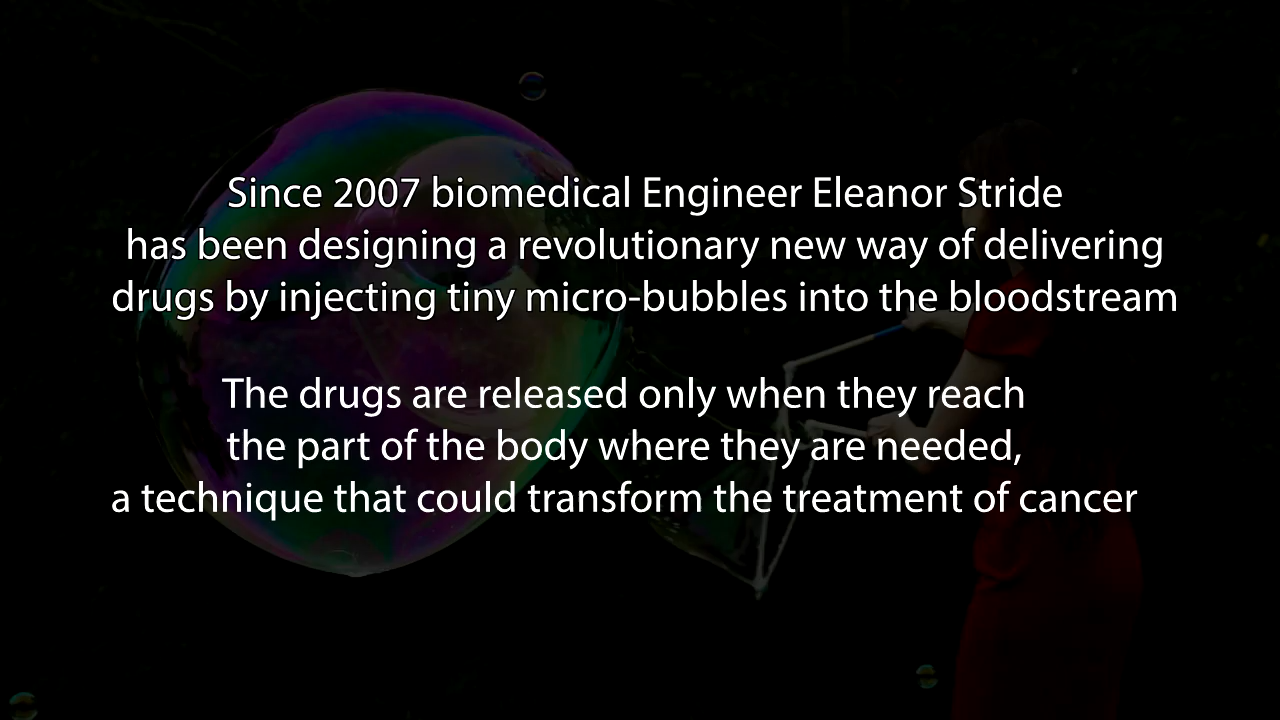 Since 2007 biomedical Engineer Eleanor Stride
has been designing a revolutionary new way of delivering
drugs by injecting tiny micro-bubbles into the bloodstream
The drugs are released only when they reach
the part of the body where they are needed,
a technique that could transform the treatment of cancer